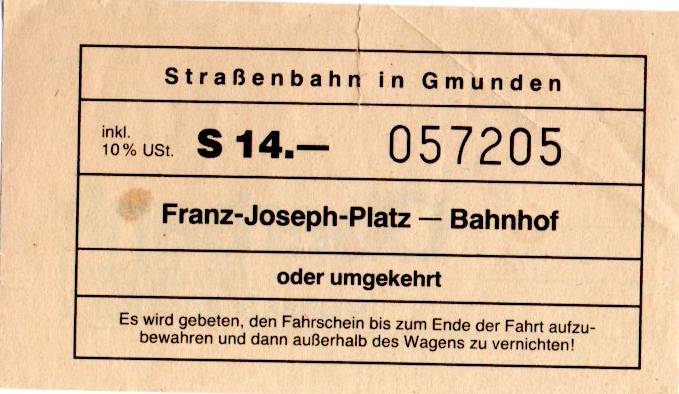 Straßenbahn in Gmunden
inkl.
10% USt.
S 14.—
057205
Franz-Joseph-Platz — Bahnhof
oder umgekehrt
Es wird gebeten, den Fahrschein bis zum Ende der Fahrt aufzu-
bewahren und dann außerhalb des Wagens zu vernichten!